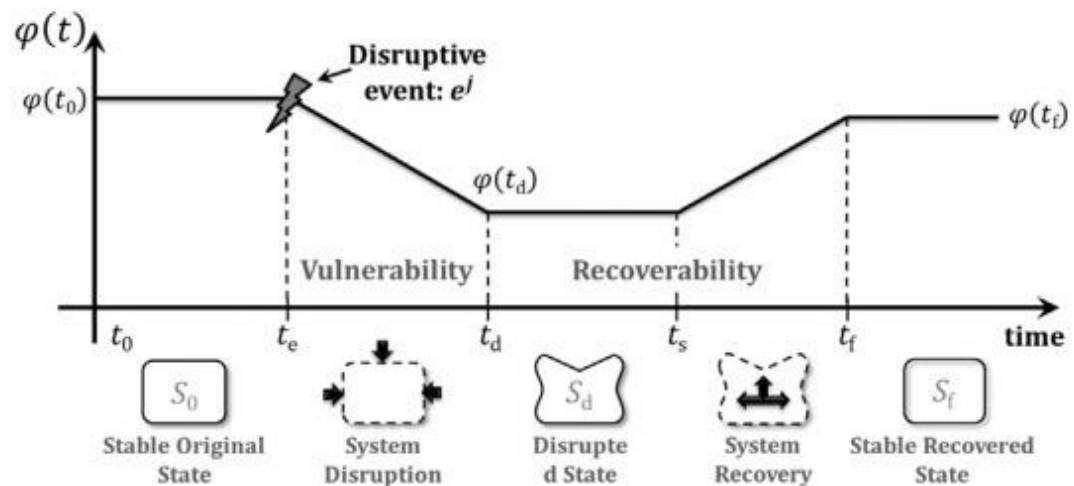 φ(t)
Disruptive
event: eʲ
φ(t₀)
φ(t_f)
φ(t_d)
Vulnerability
Recoverability
t₀
t_e
t_d
t_s
t_f
time
S₀
S_d
S_f
Stable Original
State
System
Disruption
Disrupte
d State
System
Recovery
Stable Recovered
State